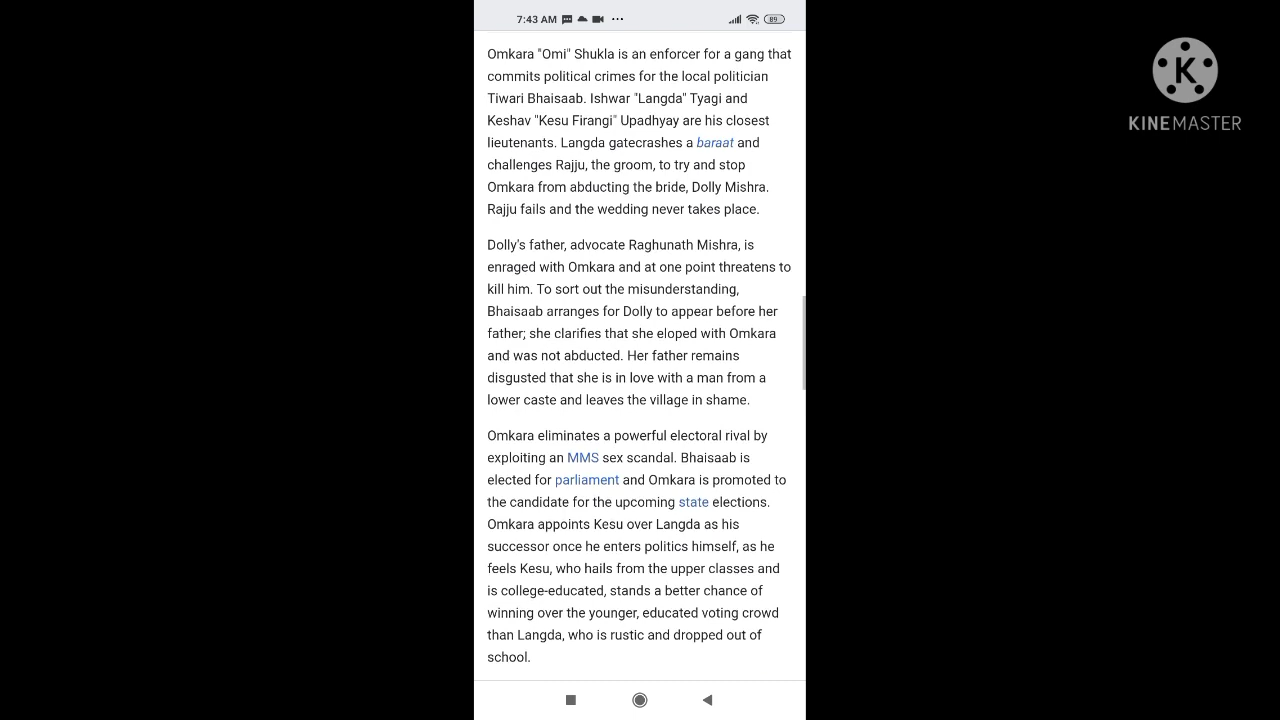 7:43 AM
89
Omkara "Omi" Shukla is an enforcer for a gang that
commits political crimes for the local politician
Tiwari Bhaisaab. Ishwar "Langda" Tyagi and
Keshav "Kesu Firangi" Upadhyay are his closest
lieutenants. Langda gatecrashes a baraat and
challenges Rajju, the groom, to try and stop
Omkara from abducting the bride, Dolly Mishra.
Rajju fails and the wedding never takes place.
Dolly's father, advocate Raghunath Mishra, is
enraged with Omkara and at one point threatens to
kill him. To sort out the misunderstanding,
Bhaisaab arranges for Dolly to appear before her
father; she clarifies that she eloped with Omkara
and was not abducted. Her father remains
disgusted that she is in love with a man from a
lower caste and leaves the village in shame.
Omkara eliminates a powerful electoral rival by
exploiting an MMS sex scandal. Bhaisaab is
elected for parliament and Omkara is promoted to
the candidate for the upcoming state elections.
Omkara appoints Kesu over Langda as his
successor once he enters politics himself, as he
feels Kesu, who hails from the upper classes and
is college-educated, stands a better chance of
winning over the younger, educated voting crowd
than Langda, who is rustic and dropped out of
school.
K
KINEMASTER